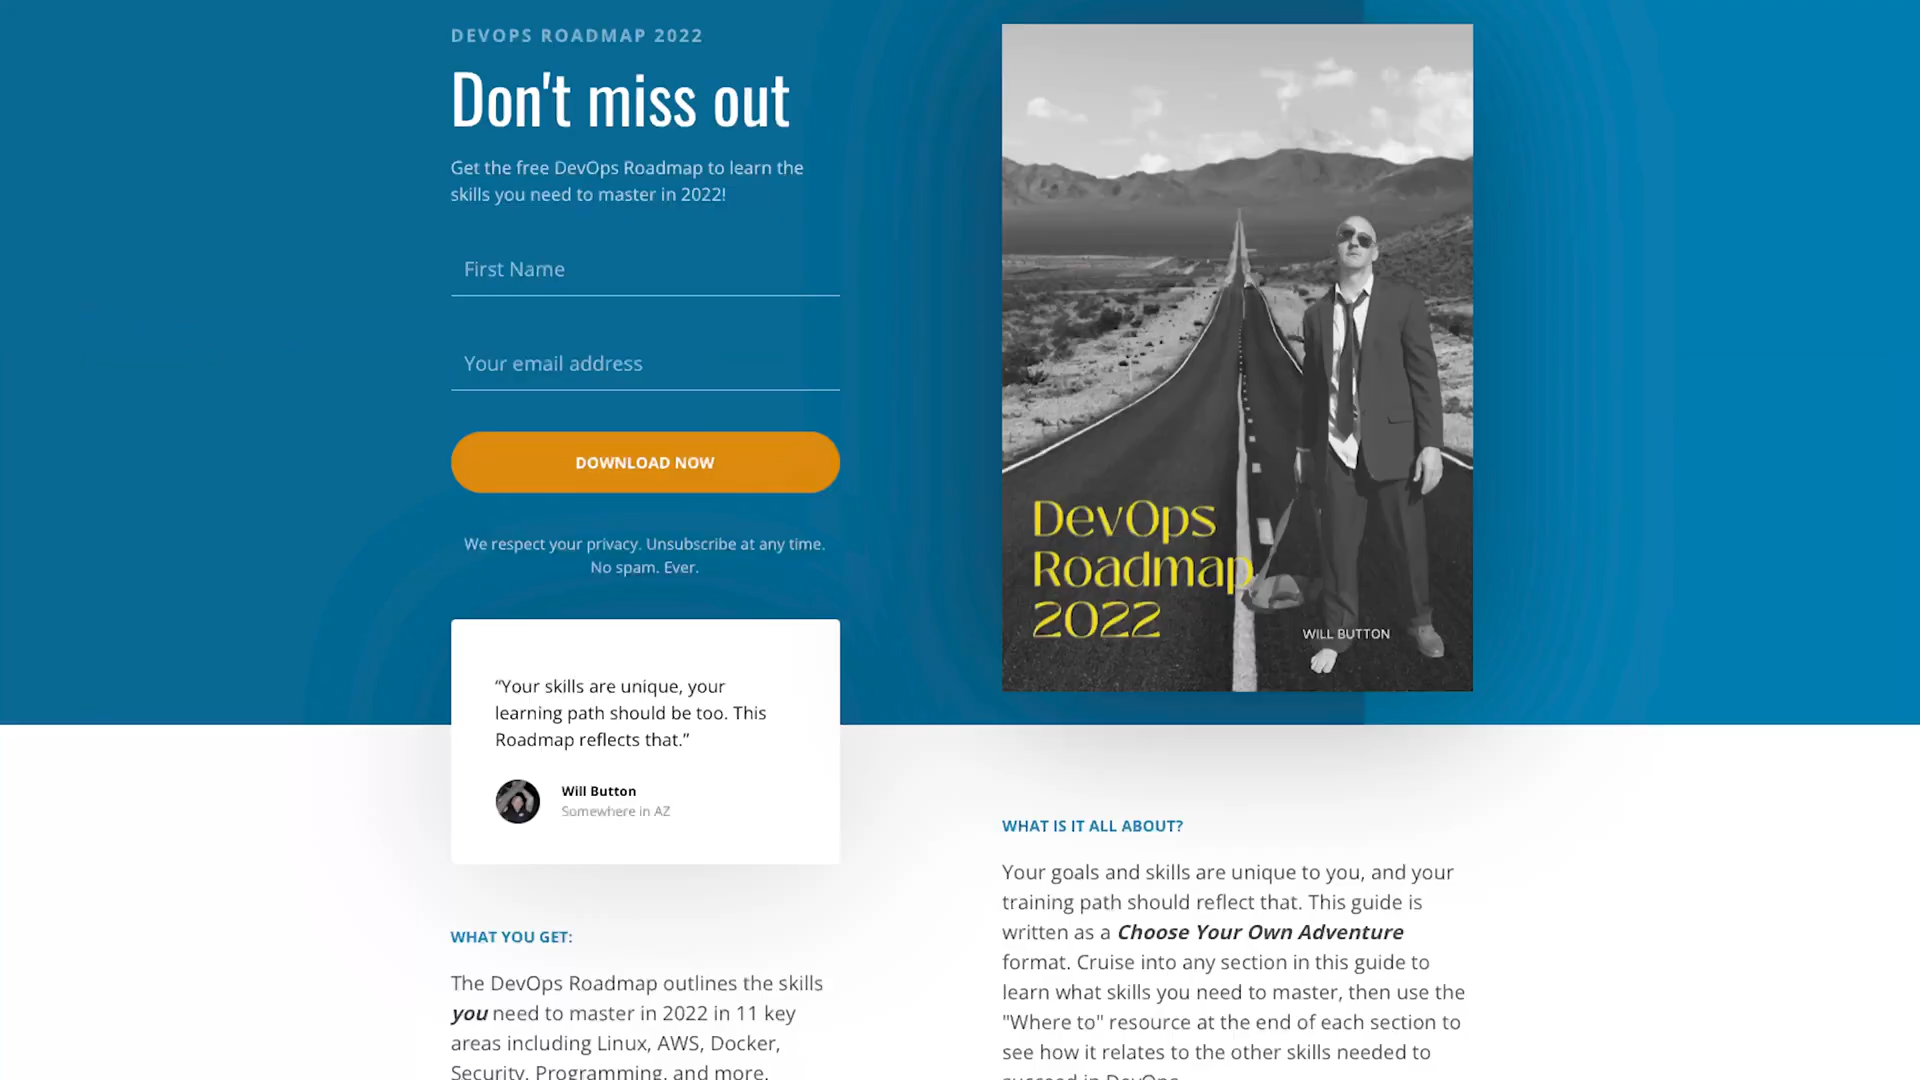 DEVOPS ROADMAP 2022
Don't miss out
Get the free DevOps Roadmap to learn the
skills you need to master in 2022!
First Name
Your email address
DOWNLOAD NOW
We respect your privacy. Unsubscribe at any time.
No spam. Ever.
“Your skills are unique, your
learning path should be too. This
Roadmap reflects that.”
Will Button
Somewhere in AZ
WHAT YOU GET:
The DevOps Roadmap outlines the skills
you need to master in 2022 in 11 key
areas including Linux, AWS, Docker,
Security, Programming, and more.
DevOps
Roadmap
2022
WILL BUTTON
WHAT IS IT ALL ABOUT?
Your goals and skills are unique to you, and your
training path should reflect that. This guide is
written as a Choose Your Own Adventure
format. Cruise into any section in this guide to
learn what skills you need to master, then use the
"Where to" resource at the end of each section to
see how it relates to the other skills needed to
succeed in DevOps.